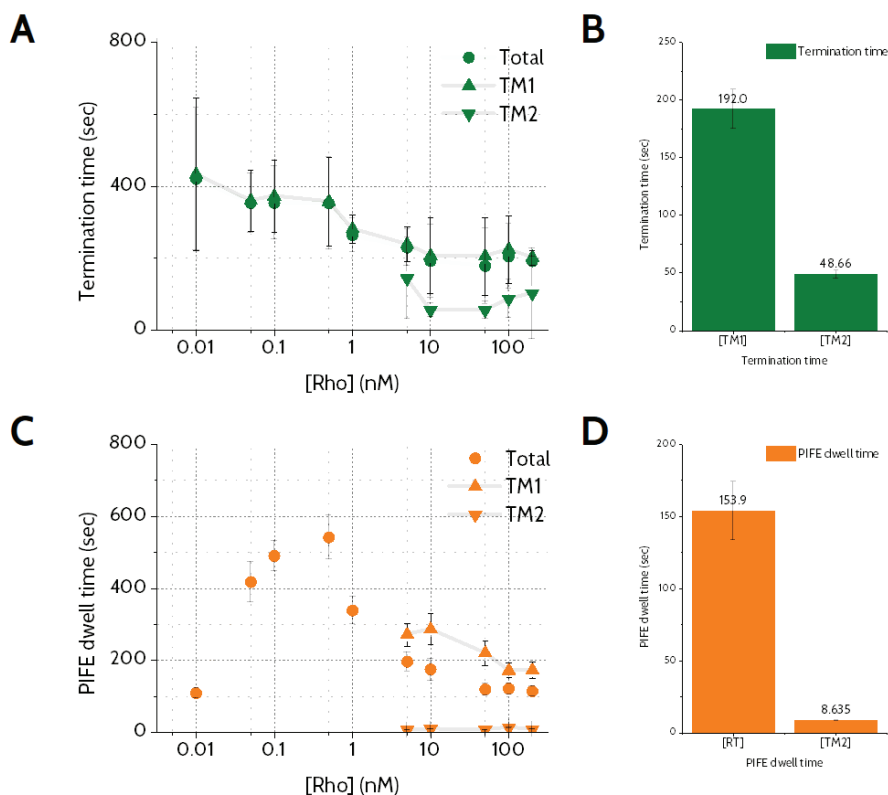 A
800
400
0
Termination time (sec)
Total
TM1
TM2
0.01
0.1
1
10
100
[Rho] (nM)
B
250
200
150
100
50
0
Termination time (sec)
Termination time
192.0
48.66
[TM1]
[TM2]
Termination time
C
800
600
400
200
0
PIFE dwell time (sec)
Total
TM1
TM2
0.01
0.1
1
10
100
[Rho] (nM)
D
200
150
100
50
0
PIFE dwell time (sec)
PIFE dwell time
153.9
8.635
[RT]
[TM2]
PIFE dwell time